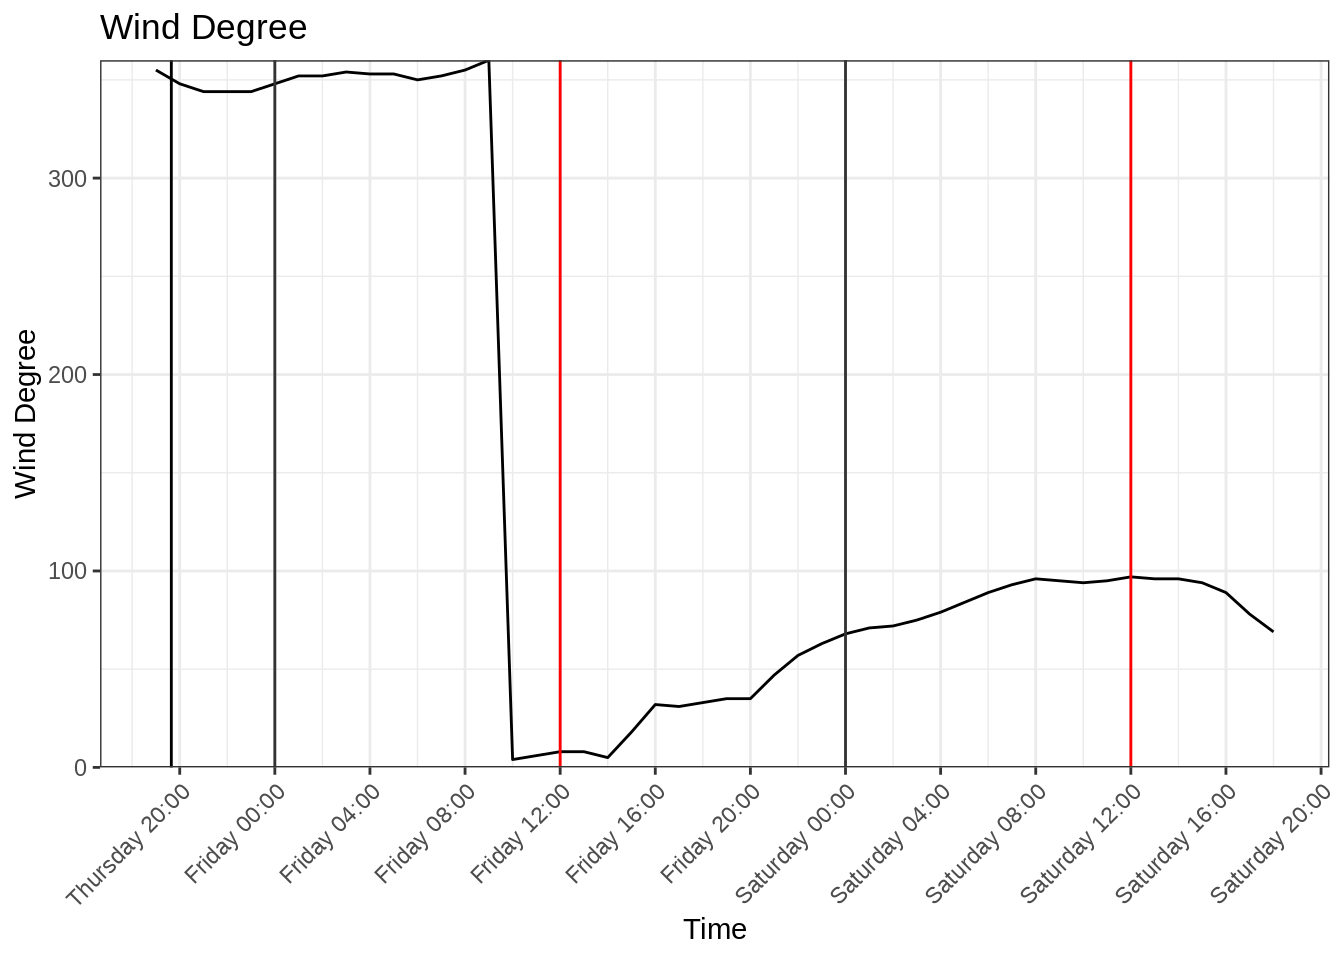 Wind Degree
Wind Degree
300
200
100
0
Thursday 20:00
Friday 00:00
Friday 04:00
Friday 08:00
Friday 12:00
Friday 16:00
Friday 20:00
Saturday 00:00
Saturday 04:00
Saturday 08:00
Saturday 12:00
Saturday 16:00
Saturday 20:00
Time